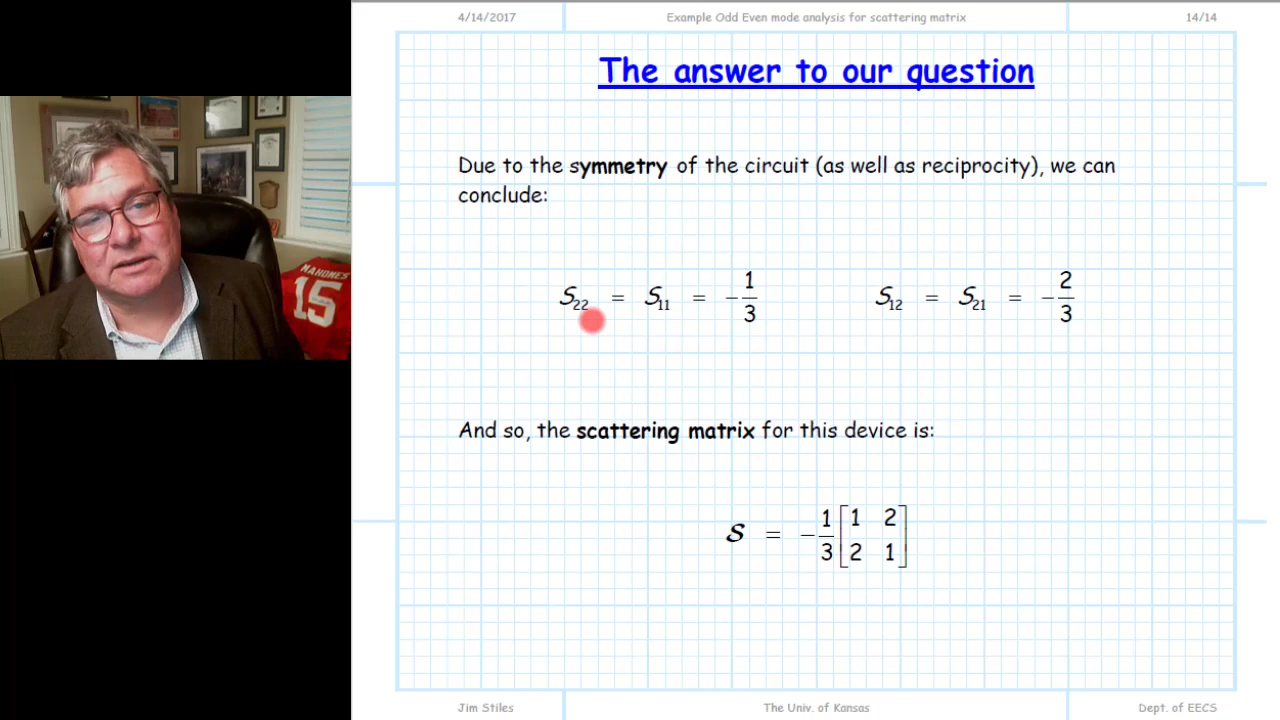 4/14/2017 Example Odd Even mode analysis for scattering matrix 14/14
The answer to our question
Due to the symmetry of the circuit (as well as reciprocity), we can
conclude:
S22 = S11 = -1/3 S12 = S21 = -2/3
And so, the scattering matrix for this device is:
S = -1/3 [1 2
2 1]
MAHOMES
15
Jim Stiles The Univ. of Kansas Dept. of EECS